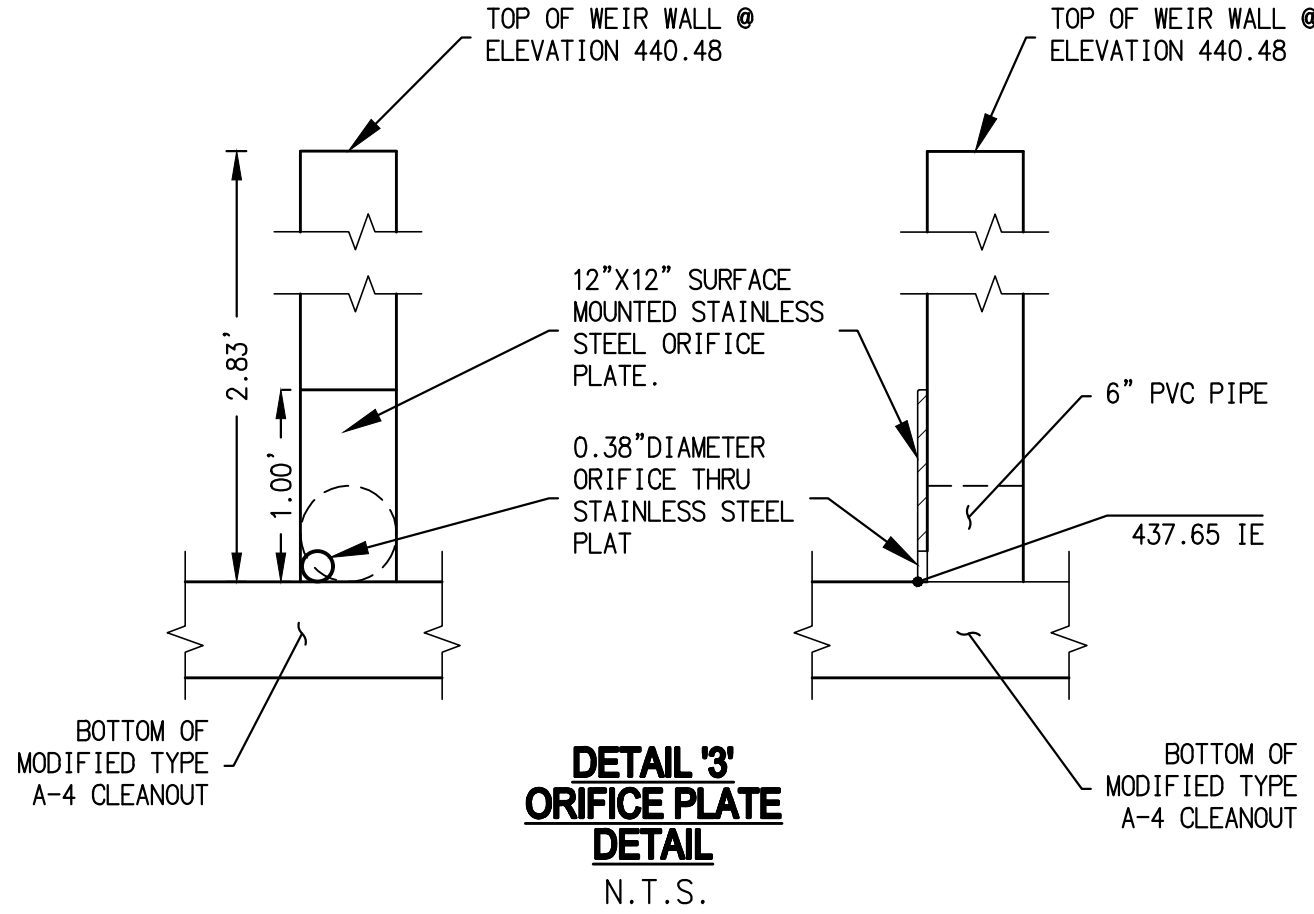 TOP OF WEIR WALL @
ELEVATION 440.48
TOP OF WEIR WALL @
ELEVATION 440.48
2.83'
1.00'
12"X12" SURFACE
MOUNTED STAINLESS
STEEL ORIFICE
PLATE.
0.38"DIAMETER
ORIFICE THRU
STAINLESS STEEL
PLAT
6" PVC PIPE
437.65 IE
BOTTOM OF
MODIFIED TYPE
A-4 CLEANOUT
BOTTOM OF
MODIFIED TYPE
A-4 CLEANOUT
DETAIL '3'
ORIFICE PLATE
DETAIL
N.T.S.